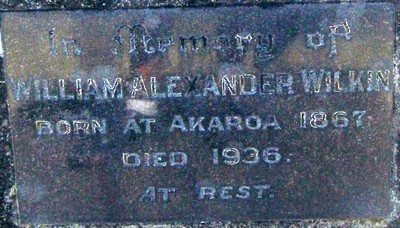 In Memory of
WILLIAM ALEXANDER WILKIN
BORN AT AKAROA 1867
DIED 1936.
AT REST.